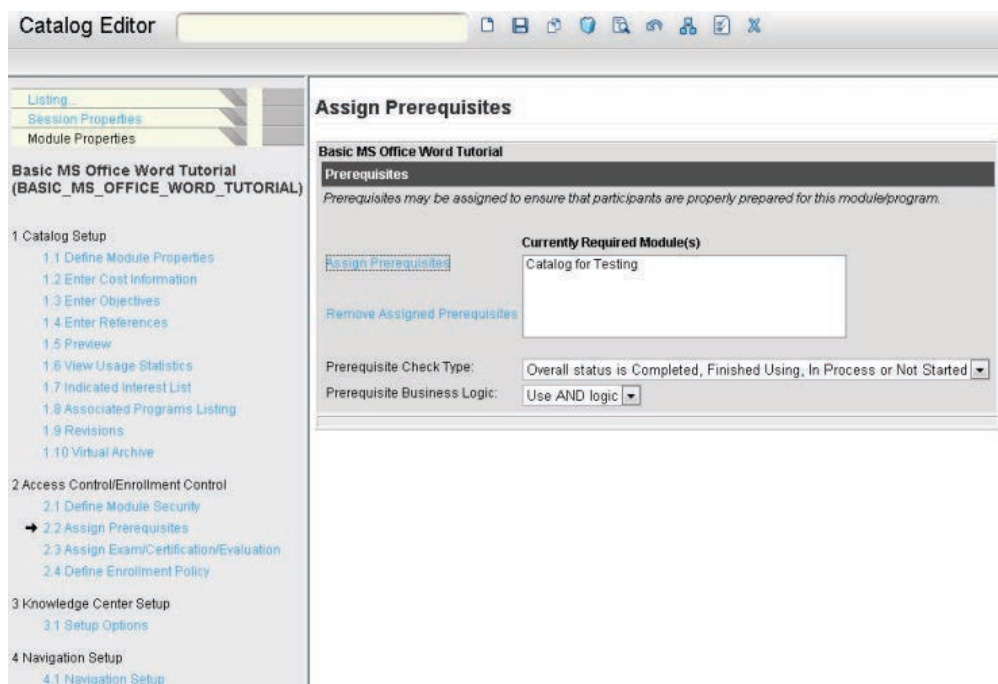 Catalog Editor
Listing...
Session Properties
Module Properties
Basic MS Office Word Tutorial
(BASIC_MS_OFFICE_WORD_TUTORIAL)
1 Catalog Setup
1.1 Define Module Properties
1.2 Enter Cost Information
1.3 Enter Objectives
1.4 Enter References
1.5 Preview
1.6 View Usage Statistics
1.7 Indicated Interest List
1.8 Associated Programs Listing
1.9 Revisions
1.10 Virtual Archive
2 Access Control/Enrollment Control
2.1 Define Module Security
2.2 Assign Prerequisites
2.3 Assign Exam/Certification/Evaluation
2.4 Define Enrollment Policy
3 Knowledge Center Setup
3.1 Setup Options
4 Navigation Setup
4.1 Navigation Setup
Assign Prerequisites
Basic MS Office Word Tutorial
Prerequisites
Prerequisites may be assigned to ensure that participants are properly prepared for this module/program.
Currently Required Module(s)
Assign Prerequisites
Catalog for Testing
Remove Assigned Prerequisites
Prerequisite Check Type: Overall status is Completed, Finished Using, In Process or Not Started
Prerequisite Business Logic: Use AND logic